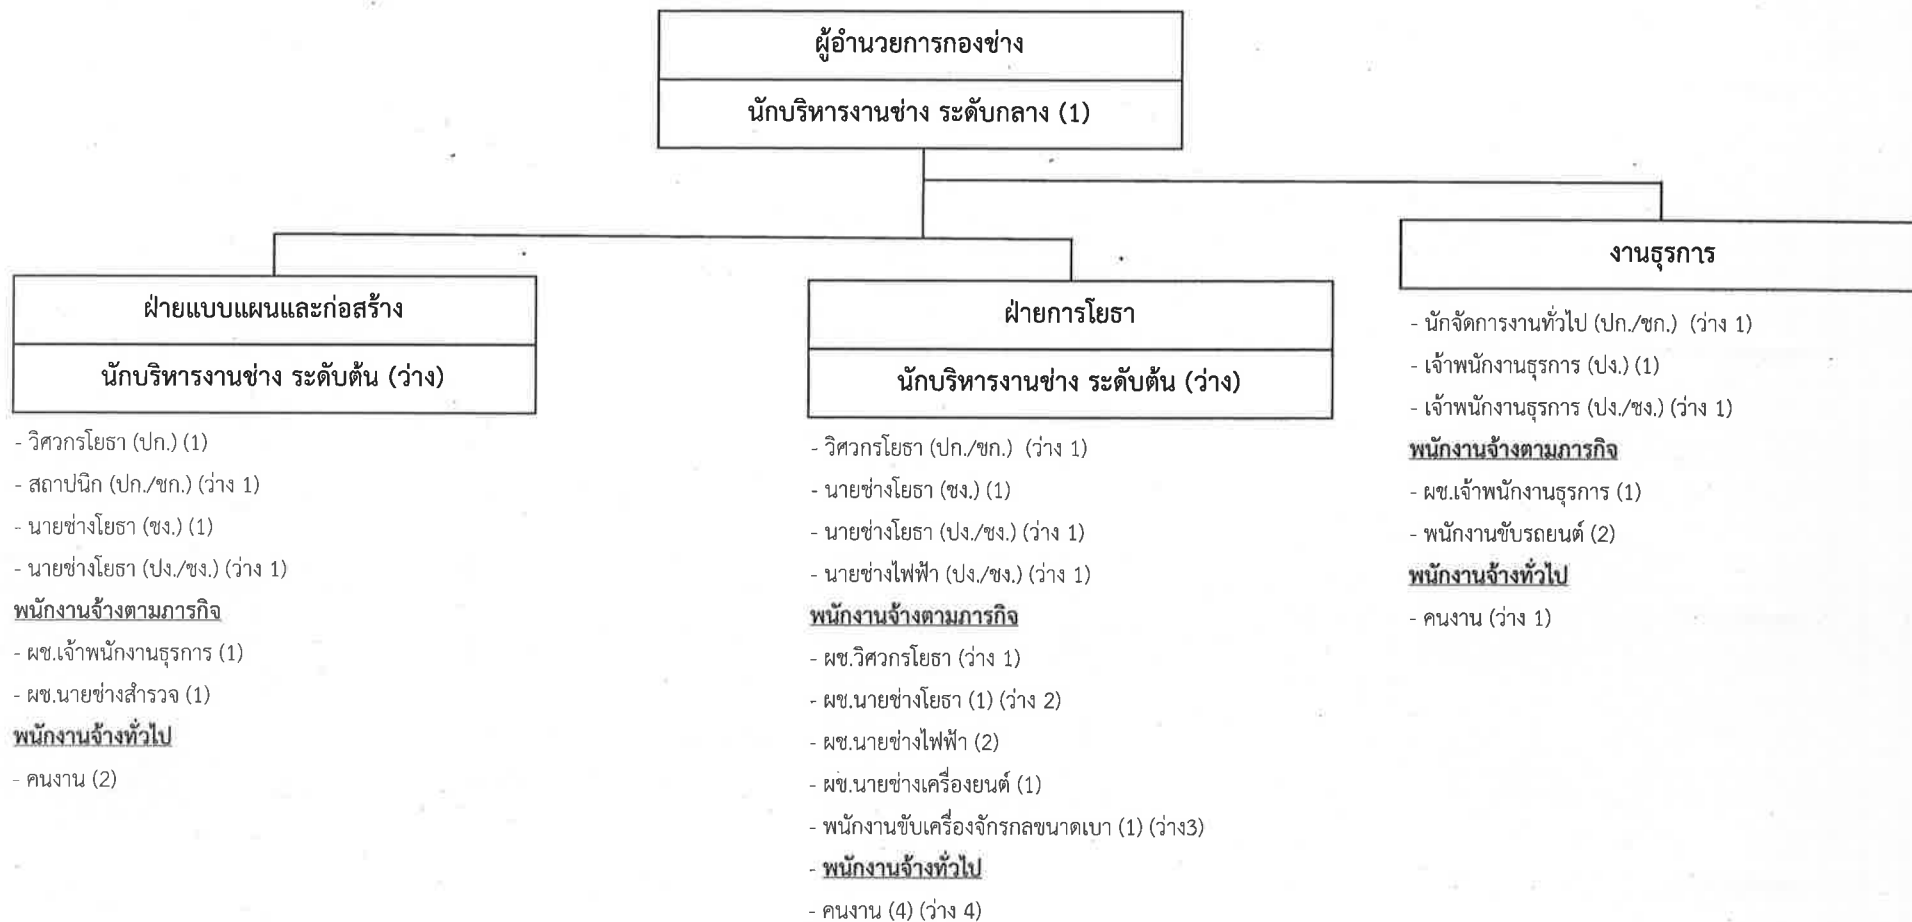 ผู้อำนวยการกองช่าง
นักบริหารงานช่าง ระดับกลาง (1)
ฝ่ายแบบแผนและก่อสร้าง
นักบริหารงานช่าง ระดับต้น (ว่าง)
- วิศวกรโยธา (ปก.) (1)
- สถาปนิก (ปก./ชก.) (ว่าง 1)
- นายช่างโยธา (ชง.) (1)
- นายช่างโยธา (ปง./ชง.) (ว่าง 1)
พนักงานจ้างตามภารกิจ
- ผช.เจ้าพนักงานธุรการ (1)
- ผช.นายช่างสำรวจ (1)
พนักงานจ้างทั่วไป
- คนงาน (2)
ฝ่ายการโยธา
นักบริหารงานช่าง ระดับต้น (ว่าง)
- วิศวกรโยธา (ปก./ชก.) (ว่าง 1)
- นายช่างโยธา (ชง.) (1)
- นายช่างโยธา (ปง./ชง.) (ว่าง 1)
- นายช่างไฟฟ้า (ปง./ชง.) (ว่าง 1)
พนักงานจ้างตามภารกิจ
- ผช.วิศวกรโยธา (ว่าง 1)
- ผช.นายช่างโยธา (1) (ว่าง 2)
- ผช.นายช่างไฟฟ้า (2)
- ผช.นายช่างเครื่องยนต์ (1)
- พนักงานขับเครื่องจักรกลขนาดเบา (1) (ว่าง3)
- พนักงานจ้างทั่วไป
- คนงาน (4) (ว่าง 4)
งานธุรการ
- นักจัดการงานทั่วไป (ปก./ชก.) (ว่าง 1)
- เจ้าพนักงานธุรการ (ปง.) (1)
- เจ้าพนักงานธุรการ (ปง./ชง.) (ว่าง 1)
พนักงานจ้างตามภารกิจ
- ผช.เจ้าพนักงานธุรการ (1)
- พนักงานขับรถยนต์ (2)
พนักงานจ้างทั่วไป
- คนงาน (ว่าง 1)